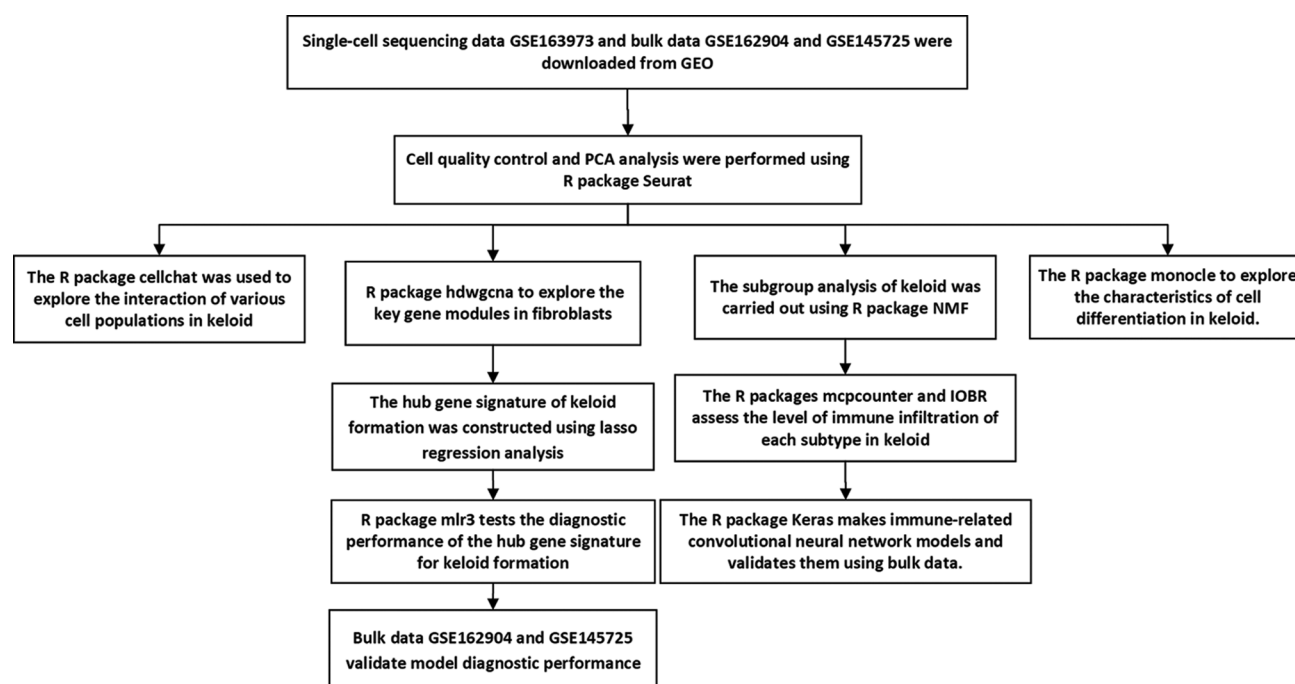 Single-cell sequencing data GSE163973 and bulk data GSE162904 and GSE145725 were
downloaded from GEO
Cell quality control and PCA analysis were performed using
R package Seurat
The R package cellchat was used to
explore the interaction of various
cell populations in keloid
R package hdwgcna to explore the
key gene modules in fibroblasts
The subgroup analysis of keloid was
carried out using R package NMF
The R package monocle to explore
the characteristics of cell
differentiation in keloid.
The hub gene signature of keloid
formation was constructed using lasso
regression analysis
The R packages mcpcounter and IOBR
assess the level of immune infiltration of
each subtype in keloid
R package mlr3 tests the diagnostic
performance of the hub gene signature
for keloid formation
The R package Keras makes immune-related
convolutional neural network models and
validates them using bulk data.
Bulk data GSE162904 and GSE145725
validate model diagnostic performance